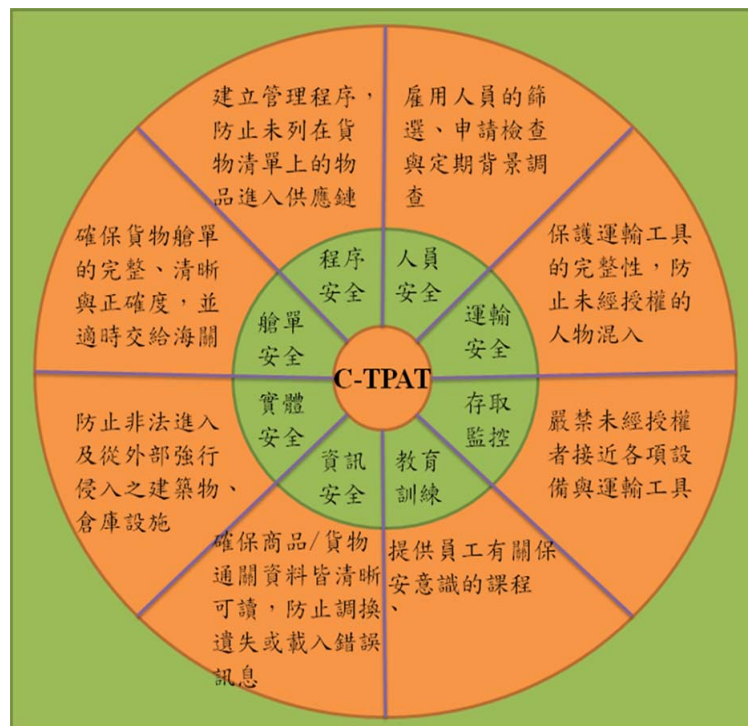 建立管理程序，
防止未列在貨
物清單上的物
品進入供應鏈
雇用人員的篩
選、申請檢查
與定期背景調
查
確保貨物艙單
的完整、清晰
與正確度，並
適時交給海關
程序
安全
人員
安全
保護運輸工具
的完整性，防
止未經授權的
人物混入
艙單
安全
運輸
安全
C-TPAT
防止非法進入
及從外部強行
侵入之建築物、
倉庫設施
實體
安全
存取
監控
嚴禁未經授權
者接近各項設
備與運輸工具
資訊
安全
教育
訓練
確保商品/貨物
通關資料皆清晰
可讀，防止調換、
遺失或載入錯誤
訊息
提供員工有關保
安意識的課程